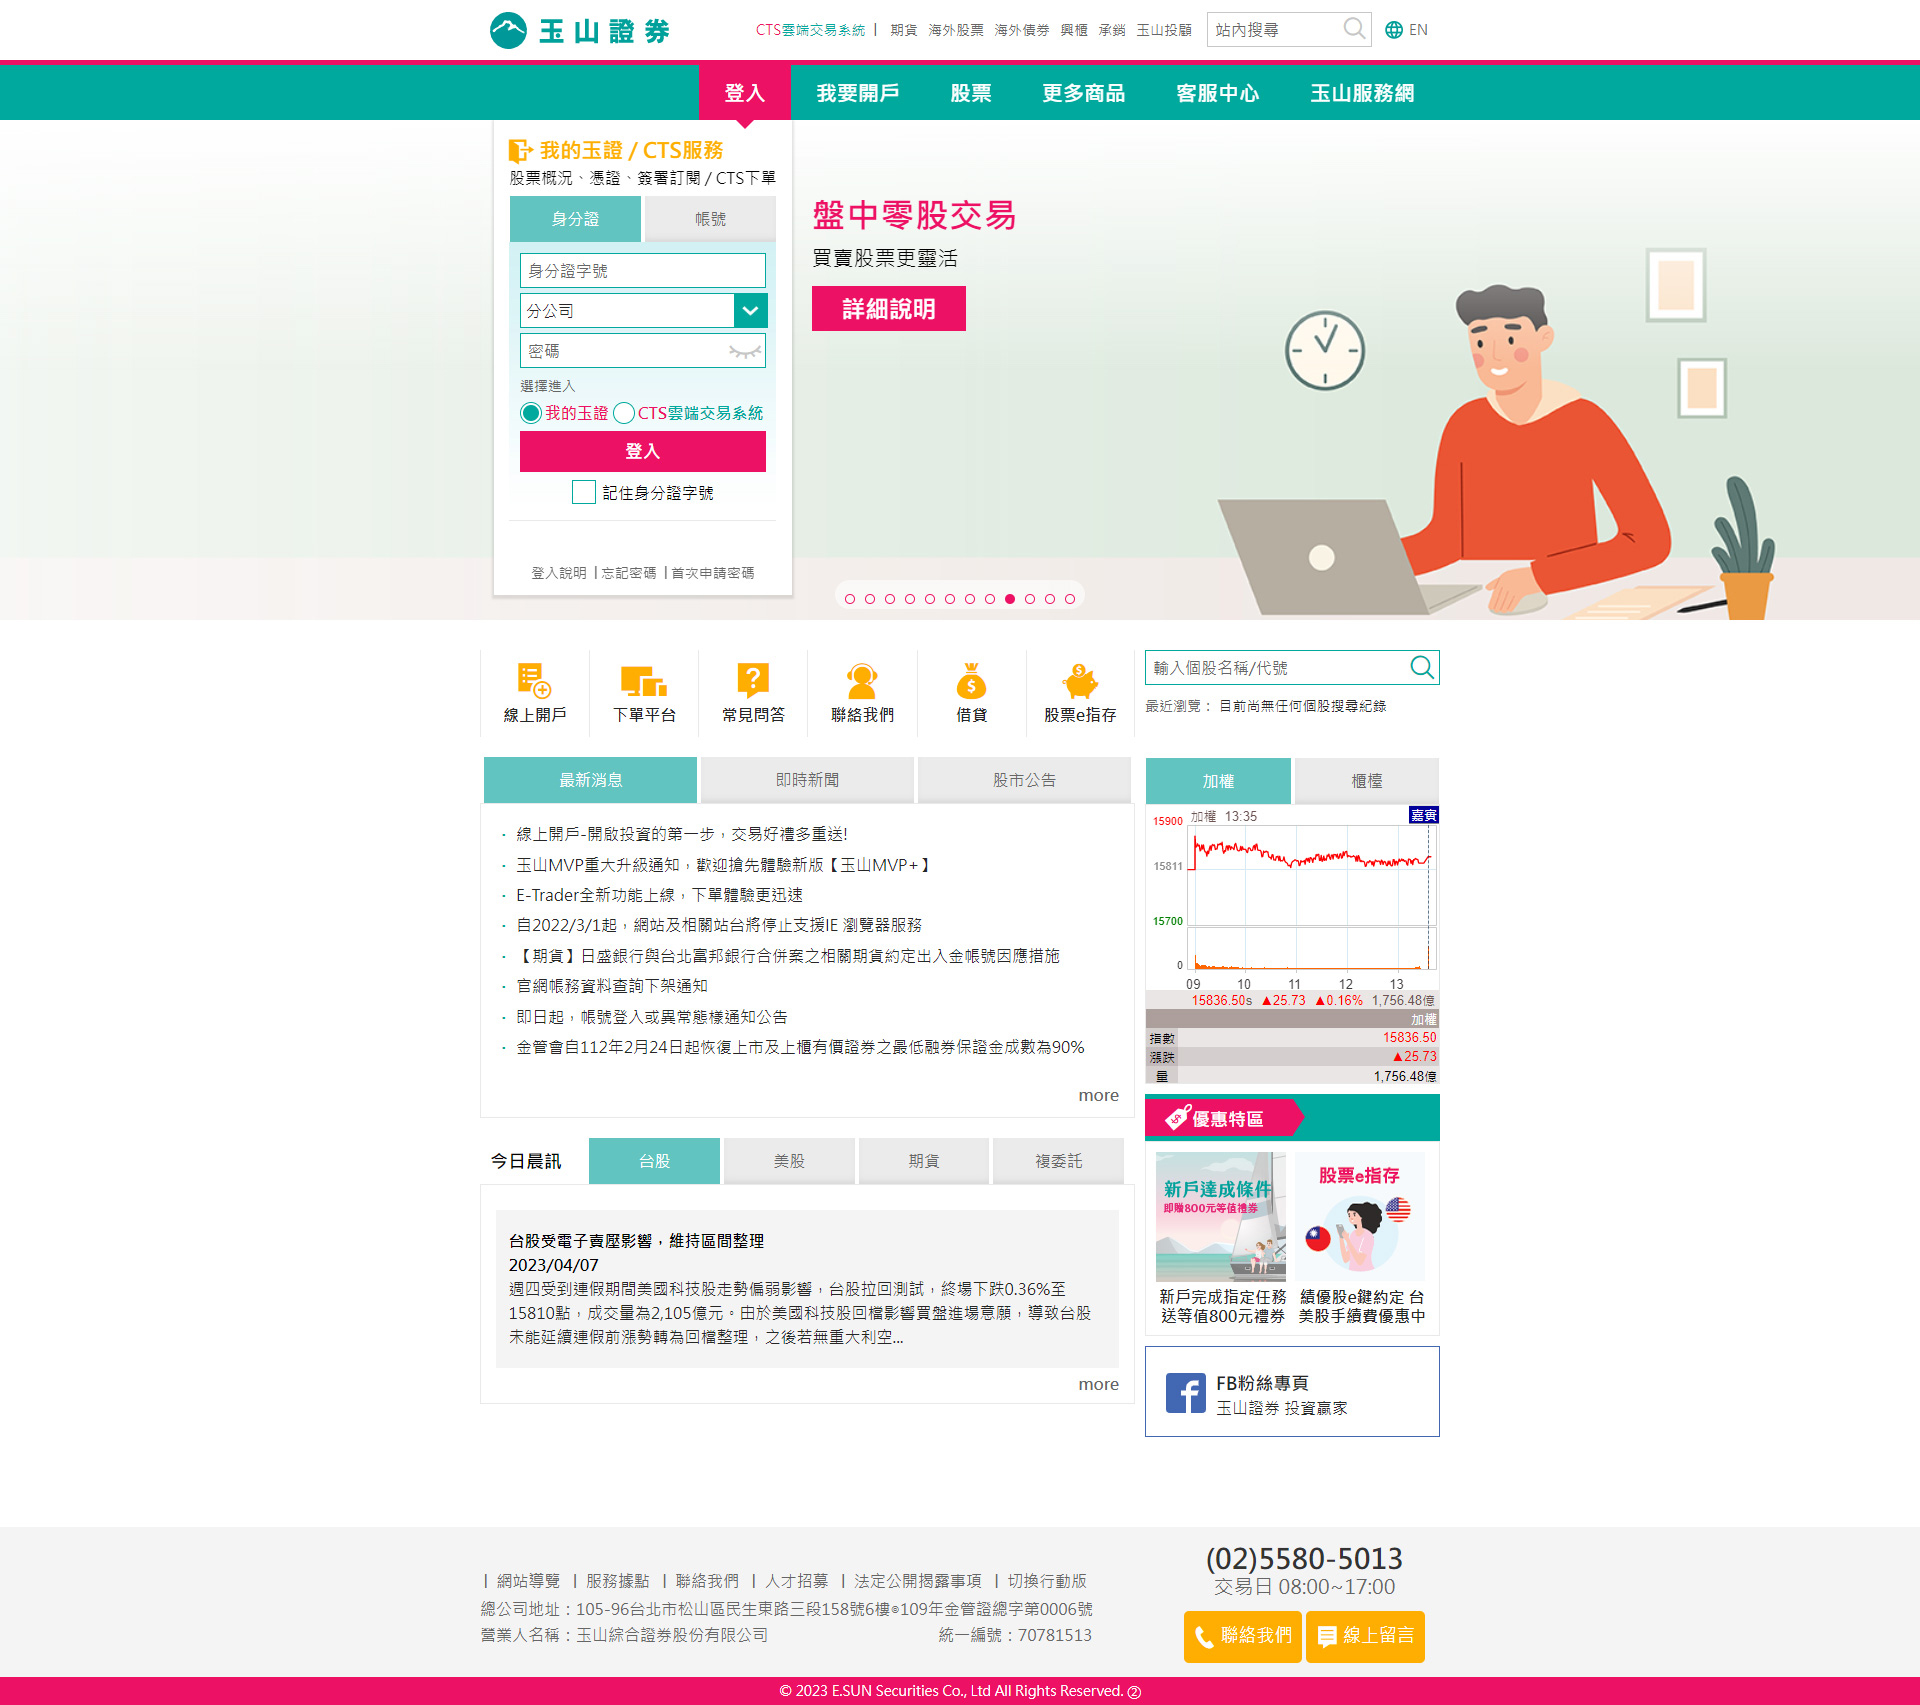 玉山證券
CTS雲端交易系統 | 期貨 海外股票 海外債券 興櫃 承銷 玉山投顧 站內搜尋 EN
登入 我要開戶 股票 更多商品 客服中心 玉山服務網
我的玉證 / CTS服務
股票概況、憑證、簽署訂閱 / CTS下單
身分證 帳號
身分證字號
分公司
密碼
選擇進入
我的玉證 CTS雲端交易系統
登入
記住身分證字號
登入說明 | 忘記密碼 | 首次申請密碼
盤中零股交易
買賣股票更靈活
詳細說明
線上開戶 下單平台 常見問答 聯絡我們 借貸 股票e指存
輸入個股名稱/代號
最近瀏覽： 目前尚無任何個股搜尋紀錄
最新消息 即時新聞 股市公告
線上開戶-開啟投資的第一步，交易好禮多重送!
玉山MVP重大升級通知，歡迎搶先體驗新版【玉山MVP+】
E-Trader全新功能上線，下單體驗更迅速
自2022/3/1起，網站及相關站台將停止支援IE 瀏覽器服務
【期貨】日盛銀行與台北富邦銀行合併案之相關期貨約定出入金帳號因應措施
官網帳務資料查詢下架通知
即日起，帳號登入或異常態樣通知公告
金管會自112年2月24日起恢復上市及上櫃有價證券之最低融券保證金成數為90%
more
加權 櫃檯
加權 13:35 嘉實
15900
15811
15700
0
09 10 11 12 13
15836.50s ▲25.73 ▲0.16% 1,756.48億
加權
指數 15836.50
漲跌 ▲25.73
量 1,756.48億
今日晨訊 台股 美股 期貨 複委託
台股受電子賣壓影響，維持區間整理
2023/04/07
週四受到連假期間美國科技股走勢偏弱影響，台股拉回測試，終場下跌0.36%至
15810點，成交量為2,105億元。由於美國科技股回檔影響買盤進場意願，導致台股
未能延續連假前漲勢轉為回檔整理，之後若無重大利空...
more
優惠特區
新戶達成條件
即贈800元等值禮券
新戶完成指定任務
送等值800元禮券
股票e指存
績優股e鍵約定 台
美股手續費優惠中
FB粉絲專頁
玉山證券 投資贏家
| 網站導覽 | 服務據點 | 聯絡我們 | 人才招募 | 法定公開揭露事項 | 切換行動版
總公司地址：105-96台北市松山區民生東路三段158號6樓⊙109年金管證總字第0006號
營業人名稱：玉山綜合證券股份有限公司 統一編號：70781513
(02)5580-5013
交易日 08:00~17:00
聯絡我們 線上留言
© 2023 E.SUN Securities Co., Ltd All Rights Reserved. ②